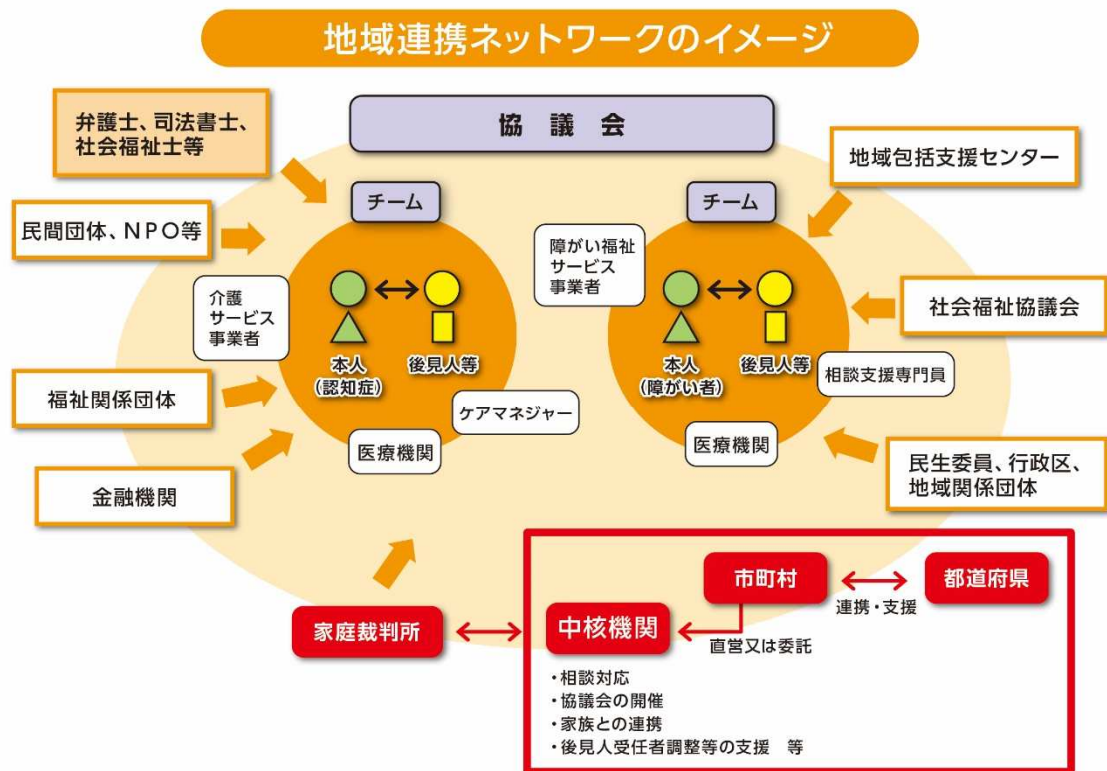 地域連携ネットワークのイメージ
協議会
弁護士、司法書士、
社会福祉士等
民間団体、NPO等
福祉関係団体
金融機関
チーム
介護
サービス
事業者
本人
(認知症)
後見人等
ケアマネジャー
医療機関
チーム
障がい福祉
サービス
事業者
本人
(障がい者)
後見人等
相談支援専門員
医療機関
地域包括支援センター
社会福祉協議会
民生委員、行政区、
地域関係団体
家庭裁判所
中核機関
市町村
都道府県
連携・支援
直営又は委託
・相談対応
・協議会の開催
・家族との連携
・後見人受任者調整等の支援 等